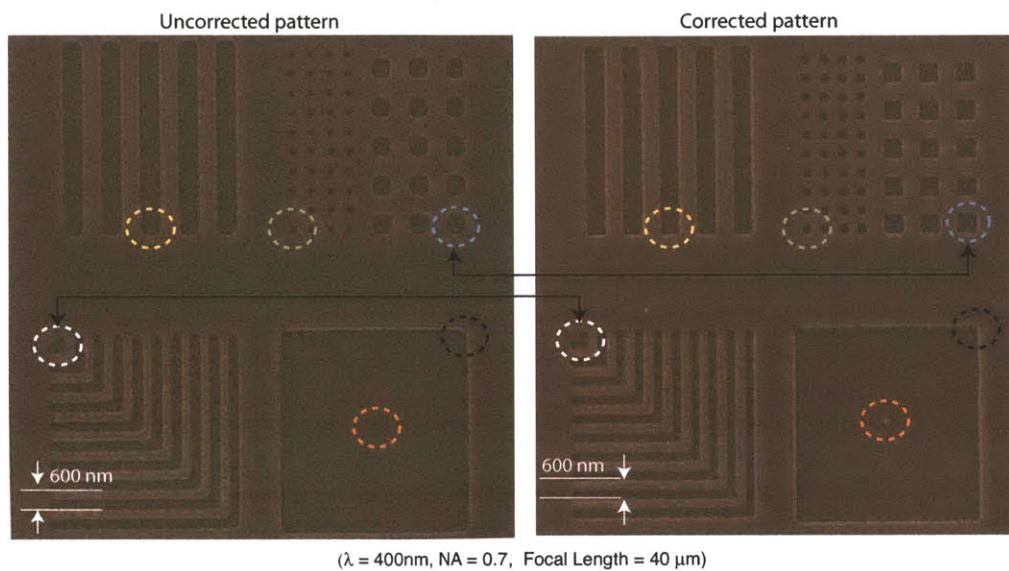 Uncorrected pattern
Corrected pattern
600 nm
600 nm
(λ = 400nm, NA = 0.7, Focal Length = 40 μm)